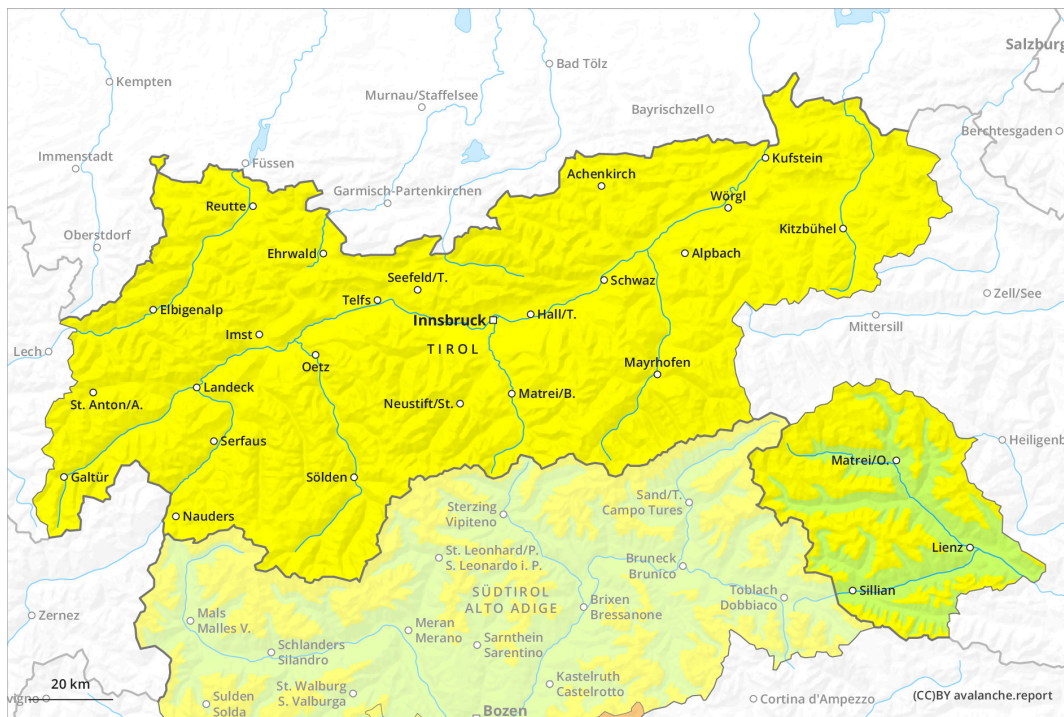 Salzburg
Kempten
Bad Tölz
Murnau/Staffelsee
Bayrischzell
Berchtesgaden
Immenstadt
Füssen
Kufstein
Achenkirch
Garmisch-Partenkirchen
Wörgl
Reutte
Oberstdorf
Kitzbühel
Ehrwald
Alpbach
Seefeld/T.
Schwaz
Telfs
Zell/See
Elbigenalp
Innsbruck
Hall/T.
Mittersill
Imst
TIROL
Lech
Oetz
Mayrhofen
Landeck
St. Anton/A.
Neustift/St.
Matrei/B.
Serfaus
Heiligenb
Matrei/O.
Galtür
Sölden
Sand/T.
Campo Tures
Sterzing
Vipiteno
Nauders
Lienz
St. Leonhard/P.
S. Leonardo i. P.
Bruneck
Brunico
SÜDTIROL
ALTO ADIGE
Sillian
Toblach
Dobbiaco
Brixen
Bressanone
Zernez
Mals
Malles V.
Meran
Merano
Schlanders
Silandro
Sarnthein
Sarentino
20 km
St. Walburg
S. Valburga
Kastelruth
Castelrotto
vigno
Sulden
Solda
Cortina d'Ampezzo
(CC)BY avalanche.report
Bozen